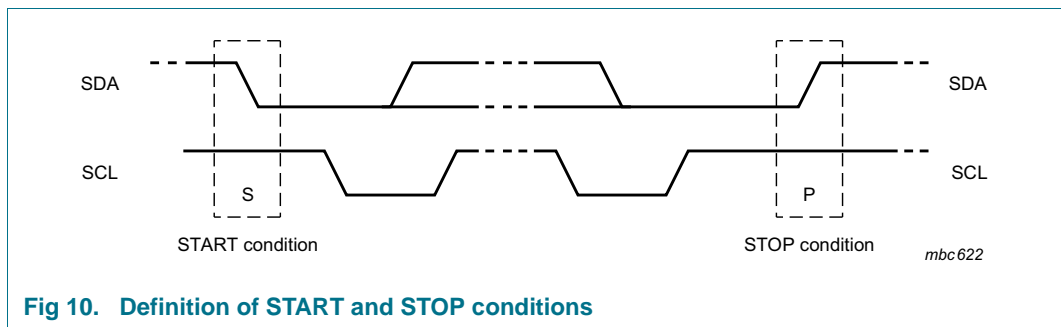 SDA
SDA
SCL
SCL
S
P
START condition
STOP condition
mbc622
Fig 10. Definition of START and STOP conditions